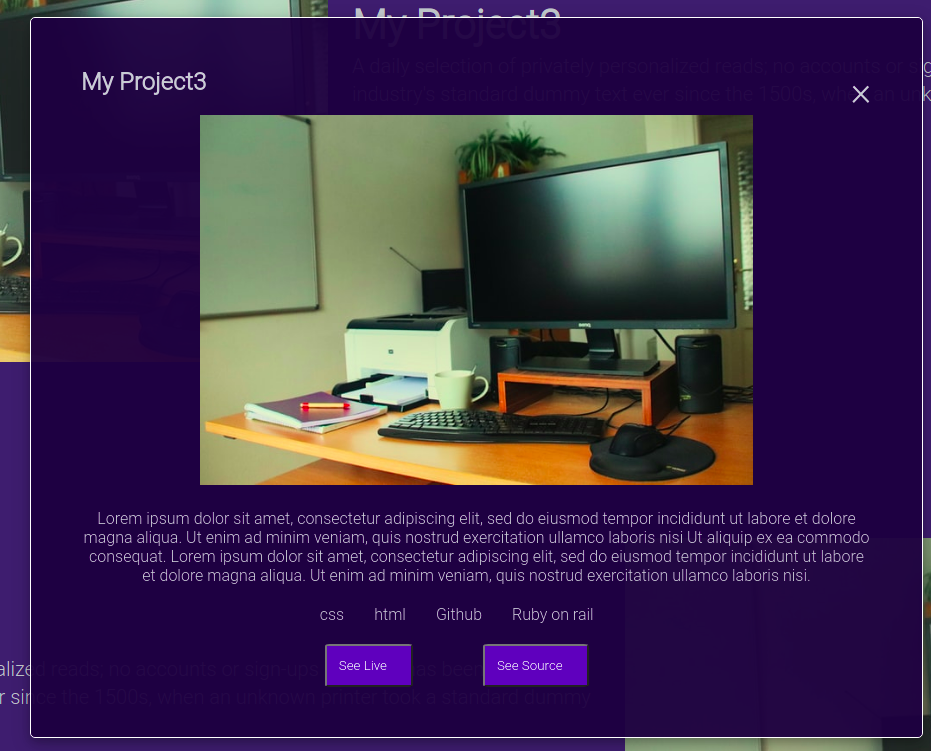 My Project3
A daily selection of privately personalized reads; no accounts or sig
industry's standard dummy text ever since the 1500s, when an unk
My Project3
BenQ
Lorem ipsum dolor sit amet, consectetur adipiscing elit, sed do eiusmod tempor incididunt ut labore et dolore
magna aliqua. Ut enim ad minim veniam, quis nostrud exercitation ullamco laboris nisi Ut aliquip ex ea commodo
consequat. Lorem ipsum dolor sit amet, consectetur adipiscing elit, sed do eiusmod tempor incididunt ut labore
et dolore magna aliqua. Ut enim ad minim veniam, quis nostrud exercitation ullamco laboris nisi.
css html Github Ruby on rail
See Live See Source
alized reads, no accounts or sign-ups has been
r since the 1500s, when an unknown printer took a standard dummy